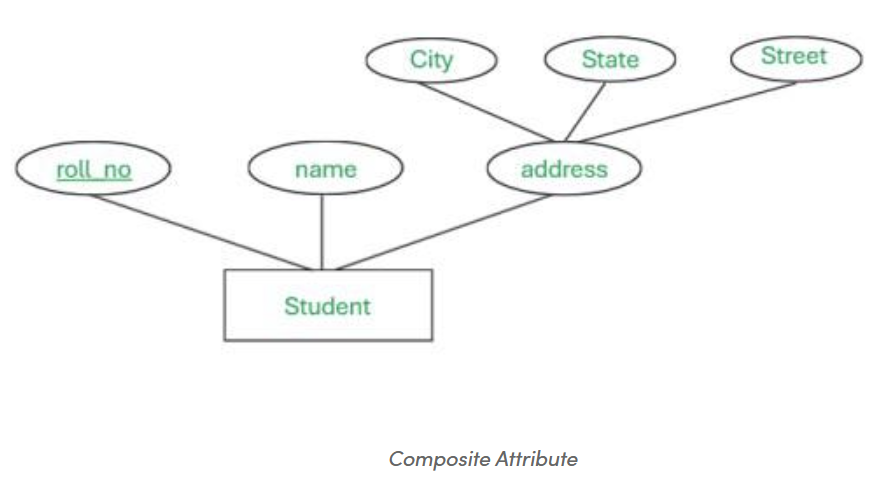 City
State
Street
roll_no
name
address
Student
Composite Attribute